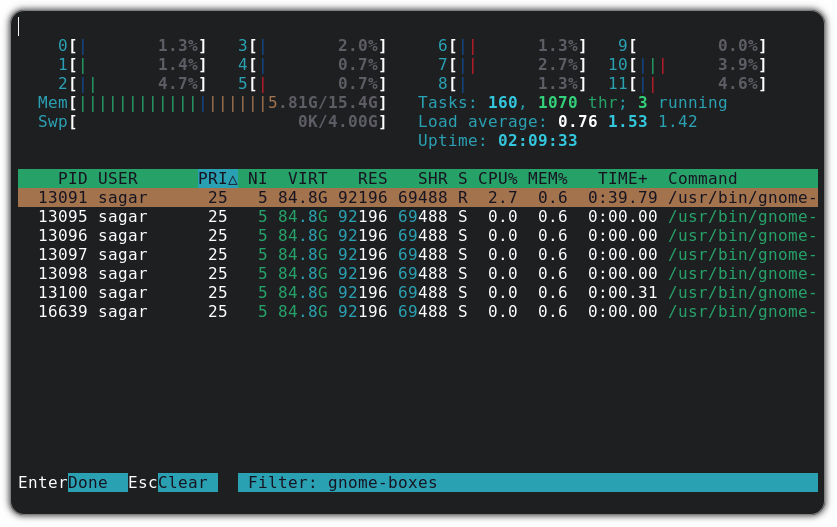 0[|       1.3%]   3[|       2.0%]     6[||      1.3%]   9[        0.0%]
1[|       1.4%]   4[|       0.7%]     7[||      2.7%]  10[|||     3.9%]
2[||      4.7%]   5[|       0.7%]     8[|       1.3%]  11[||      4.6%]
Mem[|||||||||||||||||||5.81G/15.4G]   Tasks: 160, 1070 thr; 3 running
Swp[                      0K/4.00G]   Load average: 0.76 1.53 1.42
Uptime: 02:09:33
PID USER      PRI△ NI  VIRT   RES   SHR S CPU% MEM%   TIME+  Command
13091 sagar      25   5 84.8G 92196 69488 R  2.7  0.6  0:39.79 /usr/bin/gnome-
13095 sagar      25   5 84.8G 92196 69488 S  0.0  0.6  0:00.00 /usr/bin/gnome-
13096 sagar      25   5 84.8G 92196 69488 S  0.0  0.6  0:00.00 /usr/bin/gnome-
13097 sagar      25   5 84.8G 92196 69488 S  0.0  0.6  0:00.00 /usr/bin/gnome-
13098 sagar      25   5 84.8G 92196 69488 S  0.0  0.6  0:00.00 /usr/bin/gnome-
13100 sagar      25   5 84.8G 92196 69488 S  0.0  0.6  0:00.31 /usr/bin/gnome-
16639 sagar      25   5 84.8G 92196 69488 S  0.0  0.6  0:00.00 /usr/bin/gnome-
EnterDone  EscClear   Filter: gnome-boxes